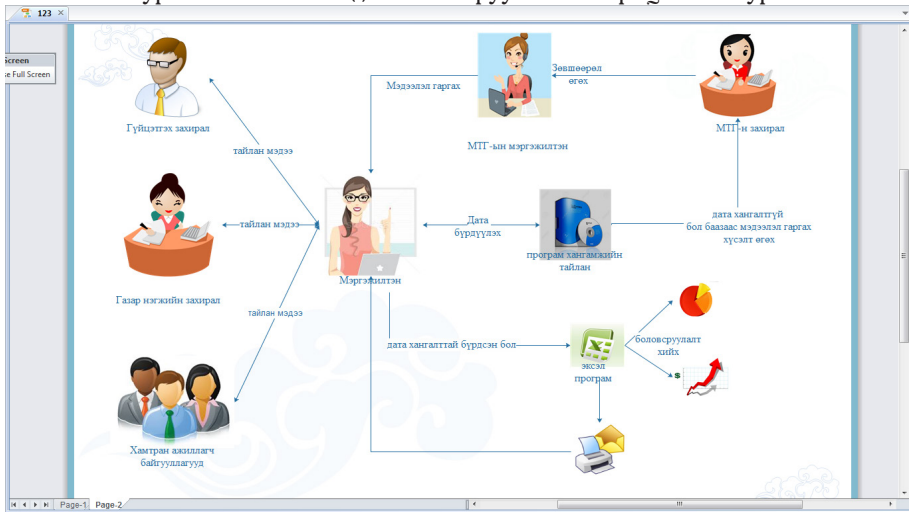 123
Screen
se Full Screen
Гүйцэтгэх захирал
Мэдээлэл гаргах
Зөвшөөрөл
өгөх
МТГ-н захирал
МТГ-ын мэргэжилтэн
тайлан мэдээ
тайлан мэдээ
Дата
бүрдүүлэх
програм хангамжийн
тайлан
дата хангалтгүй
бол баазаас мэдээлэл гаргах
хүсэлт өгөх
Мэргэжилтэн
Газар нэгжийн захирал
тайлан мэдээ
дата хангалттай бүрдсэн бол
эксэл
програм
боловсруулалт
хийх
$
Хамтран ажиллагч
байгууллагууд
Page-1
Page-2